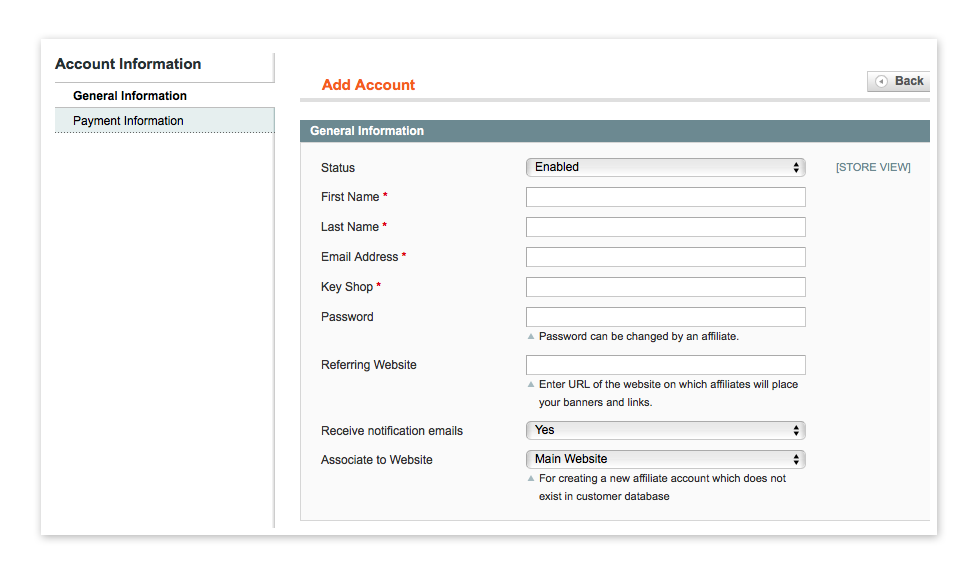 Account Information
General Information
Payment Information
Add Account
Back
General Information
Status
Enabled
[STORE VIEW]
First Name *
Last Name *
Email Address *
Key Shop *
Password
Password can be changed by an affiliate.
Referring Website
Enter URL of the website on which affiliates will place
your banners and links.
Receive notification emails
Yes
Associate to Website
Main Website
For creating a new affiliate account which does not
exist in customer database